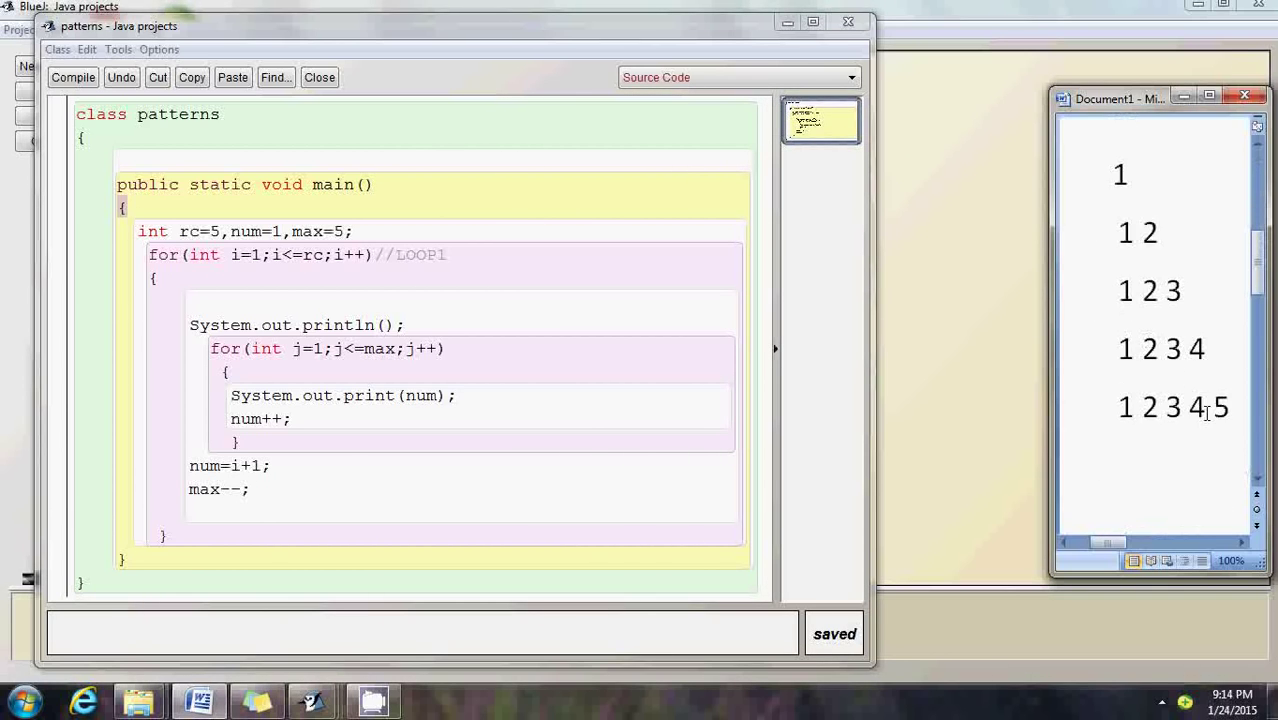 BlueJ: Java projects
patterns - Java projects
Class Edit Tools Options
Compile Undo Cut Copy Paste Find... Close
Source Code
class patterns
{
public static void main()
{
int rc=5,num=1,max=5;
for(int i=1;i<=rc;i++)//LOOP1
{
System.out.println();
for(int j=1;j<=max;j++)
{
System.out.print(num);
num++;
}
num=i+1;
max--;
}
}
}
saved
Document1 - Mi...
1
1 2
1 2 3
1 2 3 4
1 2 3 4 5
100%
9:14 PM
1/24/2015